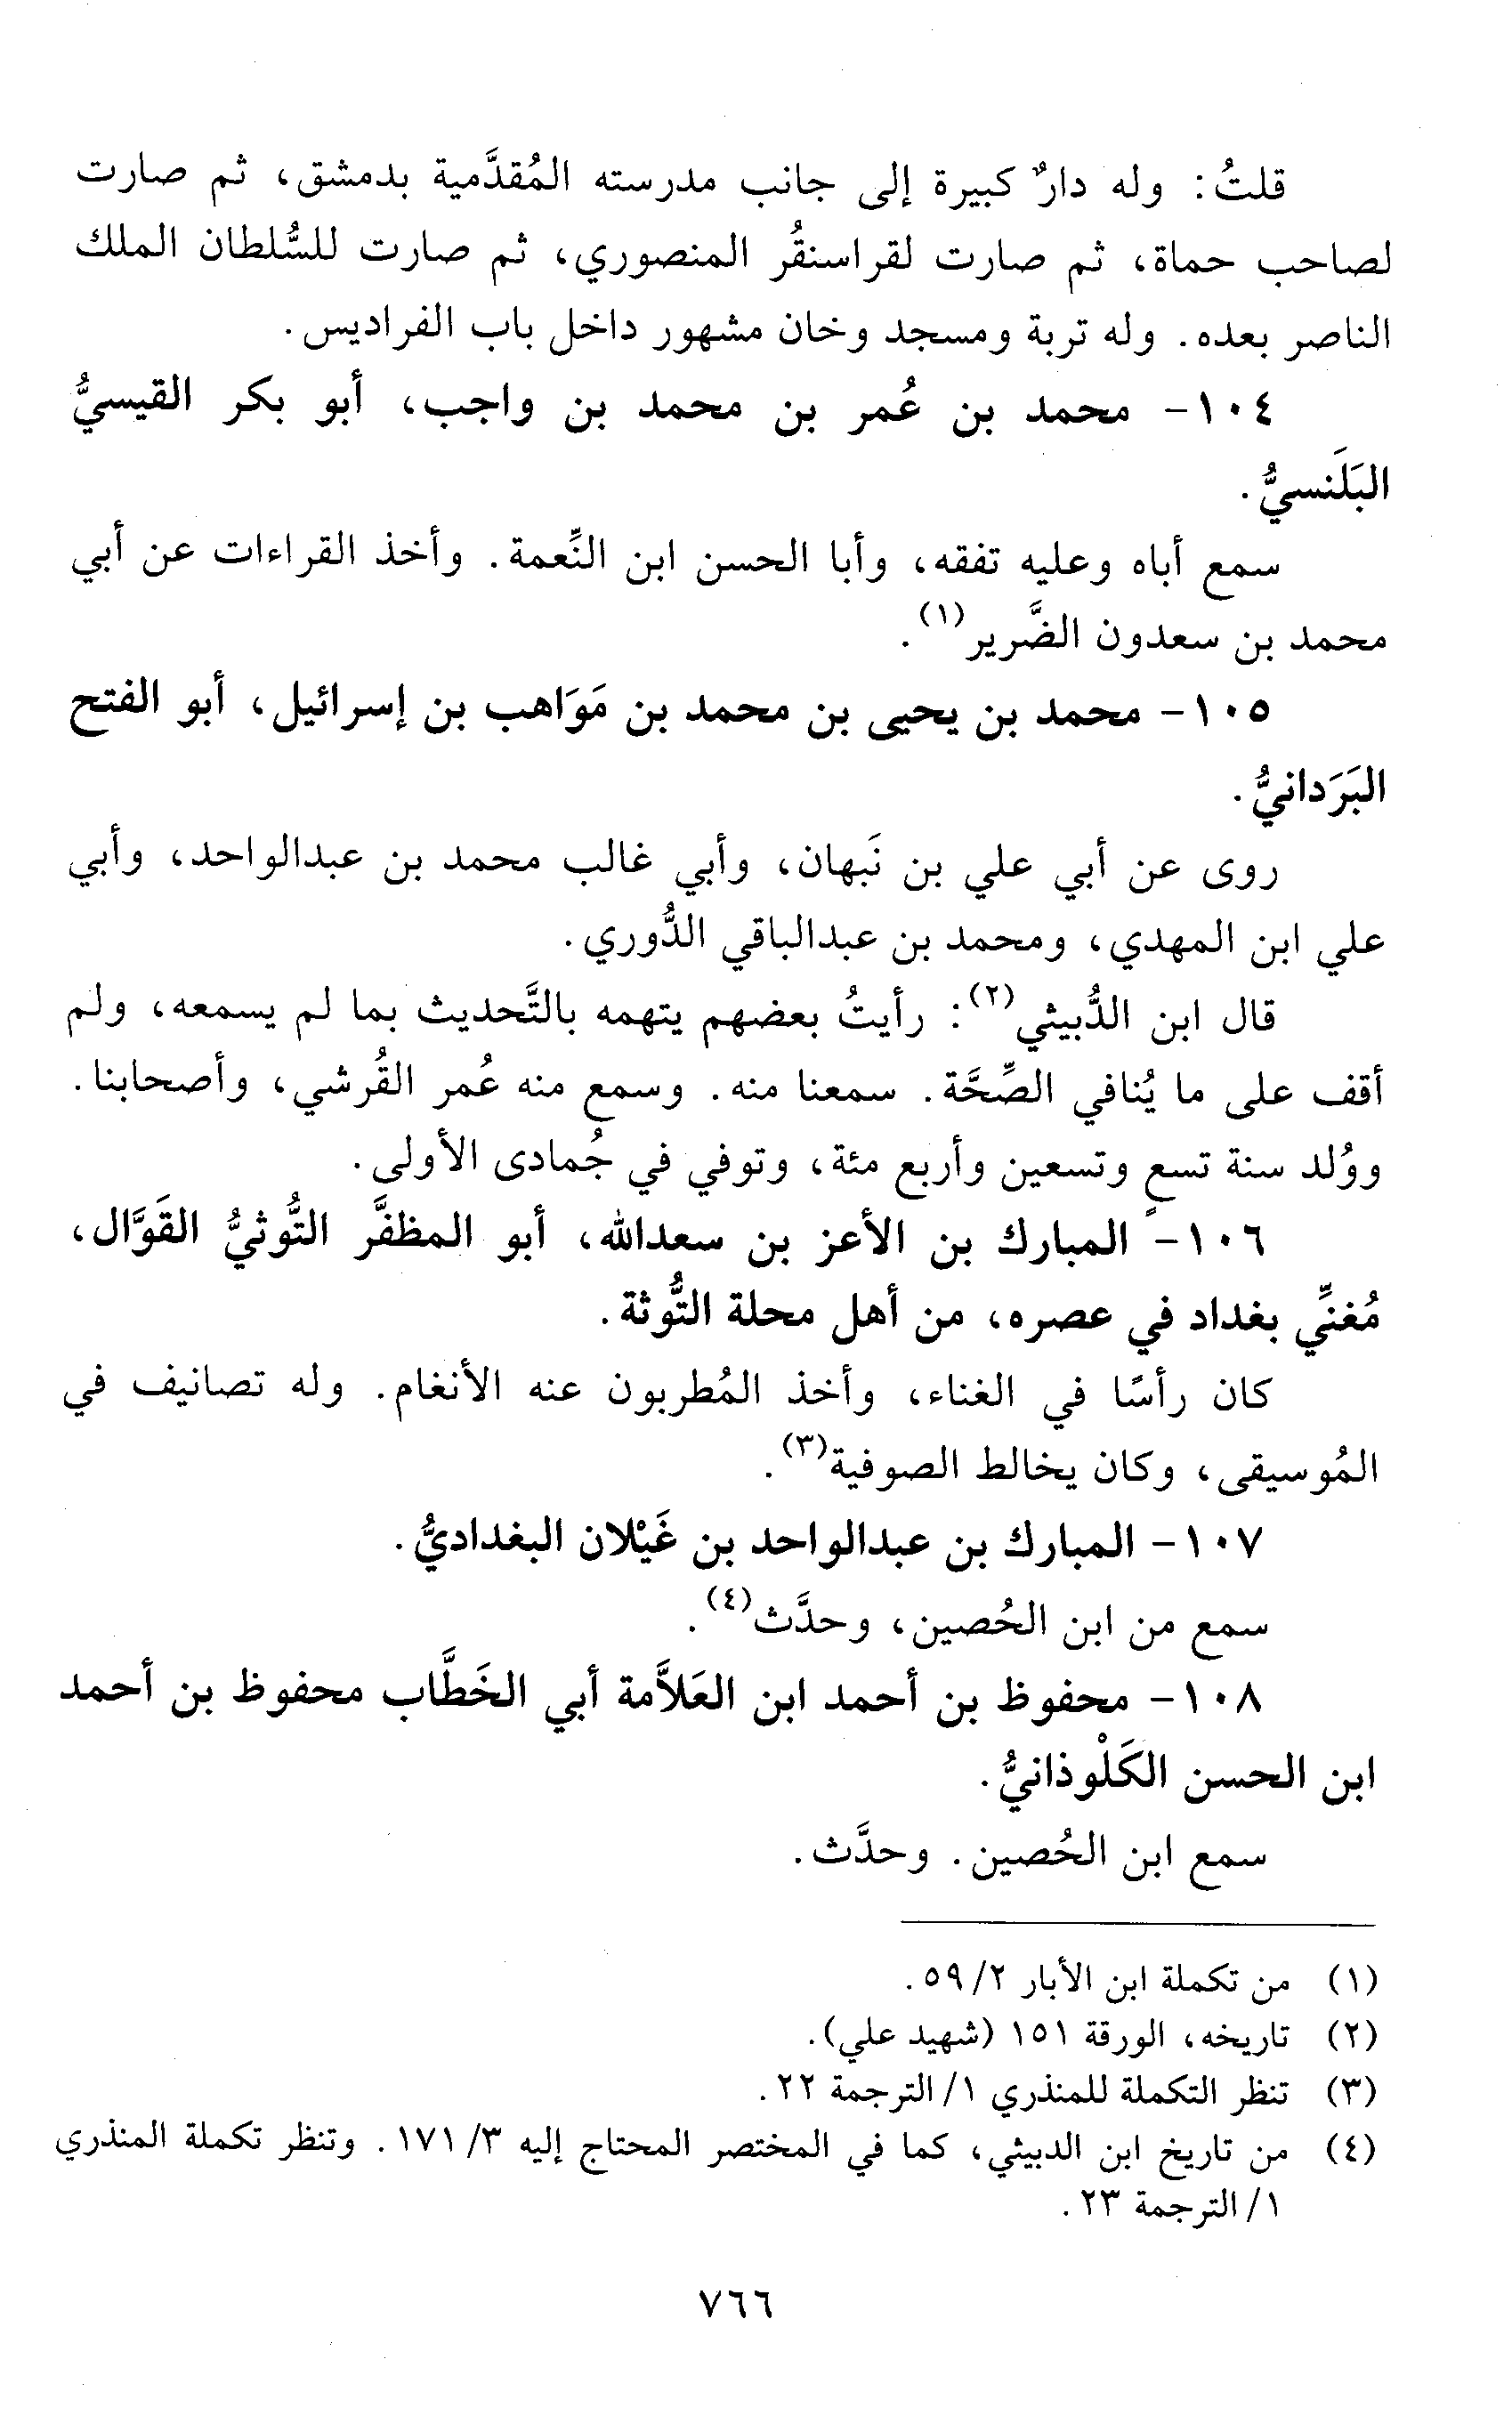 قلتُ: وله دارٌ كبيرة إلى جانب مدرسته المُقدَّمية بدمشق، ثم صارت
لصاحب حماة، ثم صارت لقراسنقُر المنصوري، ثم صارت للسُّلطان الملك
الناصر بعده. وله تربة ومسجد وخان مشهور داخل باب الفراديس.
١٠٤- محمد بن عُمر بن محمد بن واجب، أبو بكر القيسيُّ
البَلَنسيُّ.
سمع أباه وعليه تفقه، وأبا الحسن ابن النِّعمة. وأخذ القراءات عن أبي
محمد بن سعدون الضَّرير(١).
١٠٥- محمد بن يحيى بن محمد بن مَوَاهب بن إسرائيل، أبو الفتح
البَرَدانيُّ.
روى عن أبي علي بن نَبهان، وأبي غالب محمد بن عبدالواحد، وأبي
علي ابن المهدي، ومحمد بن عبدالباقي الدُّوري.
قال ابن الدُّبيثي(٢): رأيتُ بعضهم يتهمه بالتَّحديث بما لم يسمعه، ولم
أقف على ما يُنافي الصِّحَّة. سمعنا منه. وسمع منه عُمر القُرشي، وأصحابنا.
ووُلد سنة تسعٍ وتسعين وأربع مئة، وتوفي في جُمادى الأولى.
١٠٦- المبارك بن الأعز بن سعدالله، أبو المظفَّر التُّوثيُّ القَوَّال،
مُغنِّي بغداد في عصره، من أهل محلة التُّوثة.
كان رأسًا في الغناء، وأخذ المُطربون عنه الأنغام. وله تصانيف في
المُوسيقى، وكان يخالط الصوفية(٣).
١٠٧- المبارك بن عبدالواحد بن غَيْلان البغداديُّ.
سمع من ابن الحُصين، وحدَّث(٤).
١٠٨- محفوظ بن أحمد ابن العَلاَّمة أبي الخَطَّاب محفوظ بن أحمد
ابن الحسن الكَلْوذانيُّ.
سمع ابن الحُصين. وحدَّث.
(١) من تكملة ابن الأبار ٢/ ٥٩.
(٢) تاريخه، الورقة ١٥١ (شهيد علي).
(٣) تنظر التكملة للمنذري ١/ الترجمة ٢٢.
(٤) من تاريخ ابن الدبيثي، كما في المختصر المحتاج إليه ٣/ ١٧١. وتنظر تكملة المنذري
١/ الترجمة ٢٣.
٧٦٦